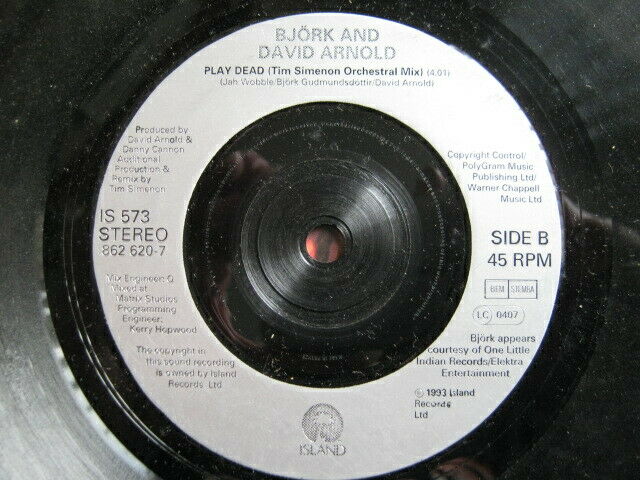 BJÖRK AND
DAVID ARNOLD
PLAY DEAD (Tim Simenon Orchestral Mix) (4.01)
(Jah Wobble/Björk Gudmundsdottir/David Arnold)
Produced by
David Arnold &
Danny Cannon
Additional
Production &
Remix by
Tim Simenon
IS 573
STEREO
862 620-7
Mix Engineer: Q
Mixed at
Matrix Studios
Programming
Engineer:
Kerry Hopwood
The copyright in
this sound recording
is owned by Island
Records Ltd
Copyright Control/
PolyGram Music
Publishing Ltd/
Warner Chappell
Music Ltd
SIDE B
45 RPM
BIEM STEMRA
LC 0407
Björk appears
courtesy of One Little
Indian Records/Elektra
Entertainment
℗ 1993 Island
Records
Ltd
ISLAND